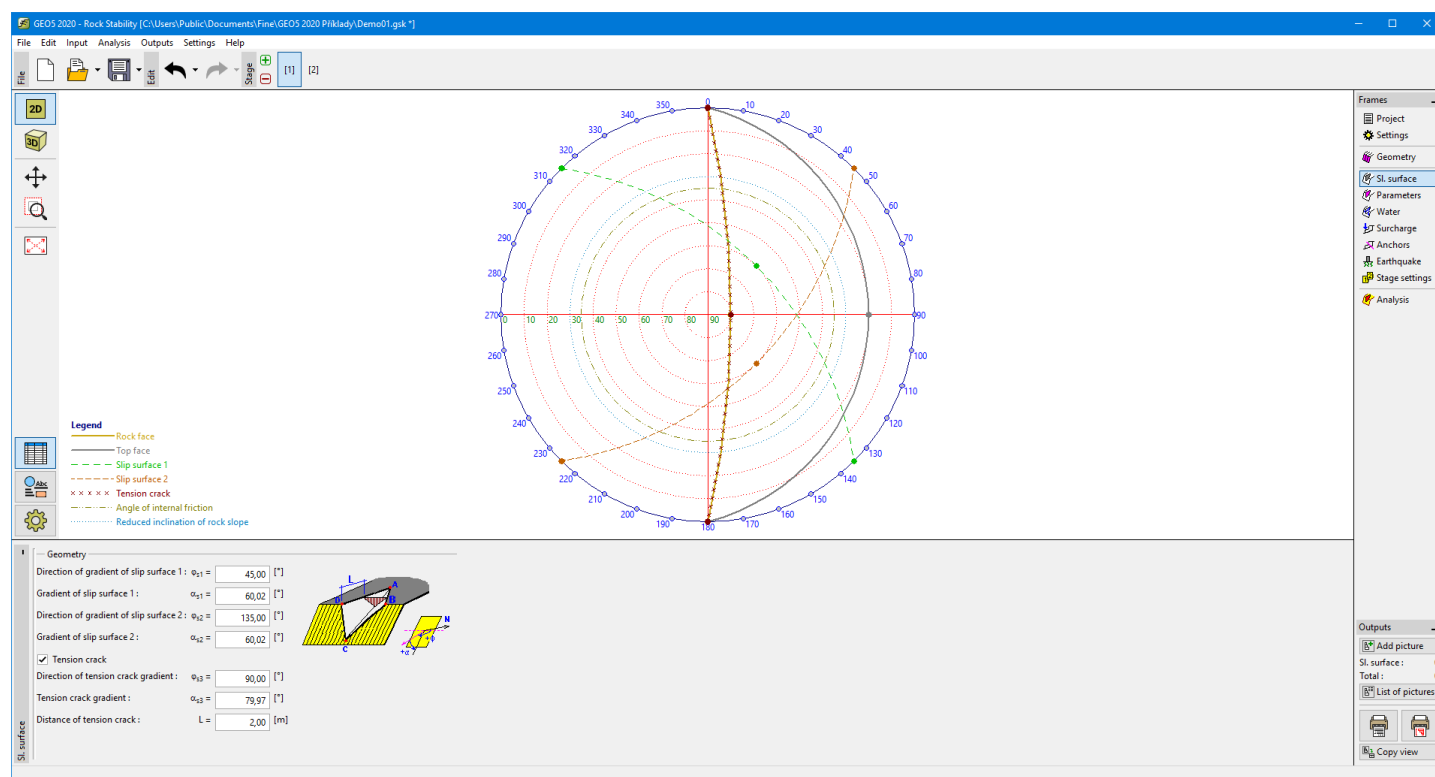 GEO5 2020 - Rock Stability [C:\Users\Public\Documents\Fine\GEO5 2020 Příklady\Demo01.gsk *]
File Edit Input Analysis Outputs Settings Help
File
Edit
Stage
[1] [2]
2D
3D
Abc
0
10
20
30
40
50
60
70
80
90
100
110
120
130
140
150
160
170
180
190
200
210
220
230
240
250
260
270
280
290
300
310
320
330
340
350
0 10 20 30 40 50 60 70 80 90
Legend
Rock face
Top face
Slip surface 1
Slip surface 2
Tension crack
Angle of internal friction
Reduced inclination of rock slope
Frames
Project
Settings
Geometry
Sl. surface
Parameters
Water
Surcharge
Anchors
Earthquake
Stage settings
Analysis
Outputs
Add picture
Sl. surface :
Total :
List of pictures
Copy view
Sl. surface
Geometry
Direction of gradient of slip surface 1 : φs1 = 45,00 [°]
Gradient of slip surface 1 : αs1 = 60,02 [°]
Direction of gradient of slip surface 2 : φs2 = 135,00 [°]
Gradient of slip surface 2 : αs2 = 60,02 [°]
Tension crack
Direction of tension crack gradient : φs3 = 90,00 [°]
Tension crack gradient : αs3 = 79,97 [°]
Distance of tension crack : L = 2,00 [m]
L
A
B
D
C
N
+ϕ
+α